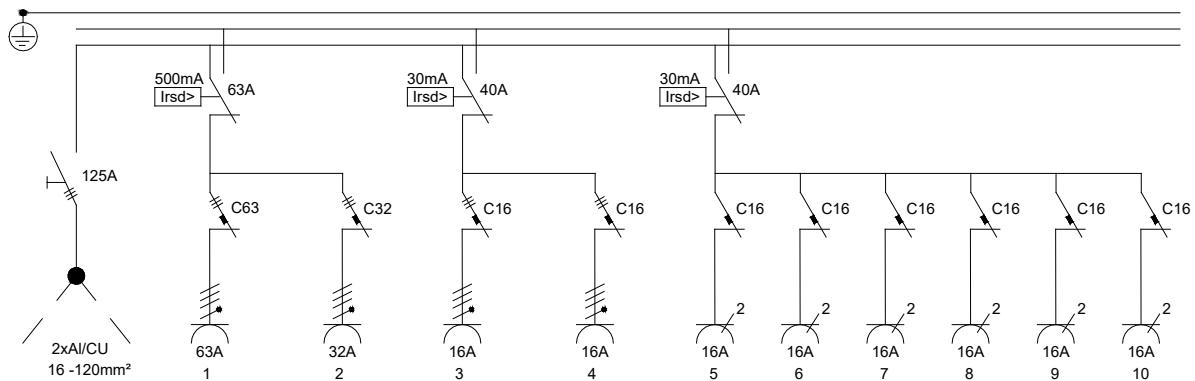 500mA
Irsd>
63A
30mA
Irsd>
40A
30mA
Irsd>
40A
125A
C63
C32
C16
C16
C16
C16
C16
C16
C16
C16
2
2
2
2
2
2
2xAl/CU
16 -120mm²
63A
32A
16A
16A
16A
16A
16A
16A
16A
16A
1
2
3
4
5
6
7
8
9
10